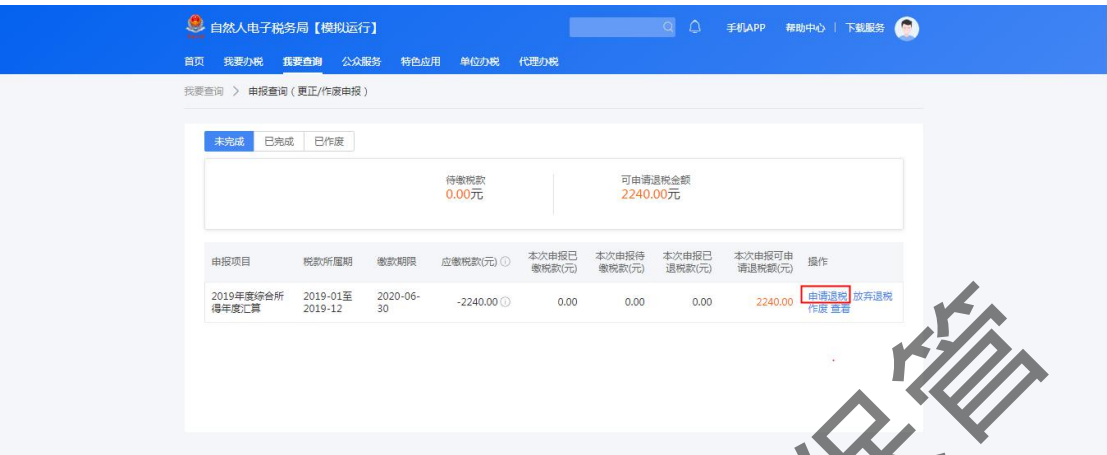 自然人电子税务局【模拟运行】
手机APP 帮助中心 | 下载服务
首页 我要办税 我要查询 公众服务 特色应用 单位办税 代理办税
我要查询 > 申报查询（更正/作废申报）
未完成 已完成 已作废
待缴税款 可申请退税金额
0.00元 2240.00元
申报项目 税款所属期 缴款期限 应缴税款(元) 本次申报已缴税款(元) 本次申报待缴税款(元) 本次申报已退税款(元) 本次申报可申请退税额(元) 操作
2019年度综合所得年度汇算 2019-01至2019-12 2020-06-30 -2240.00 0.00 0.00 0.00 2240.00 申请退税 放弃退税 作废 查看
保管